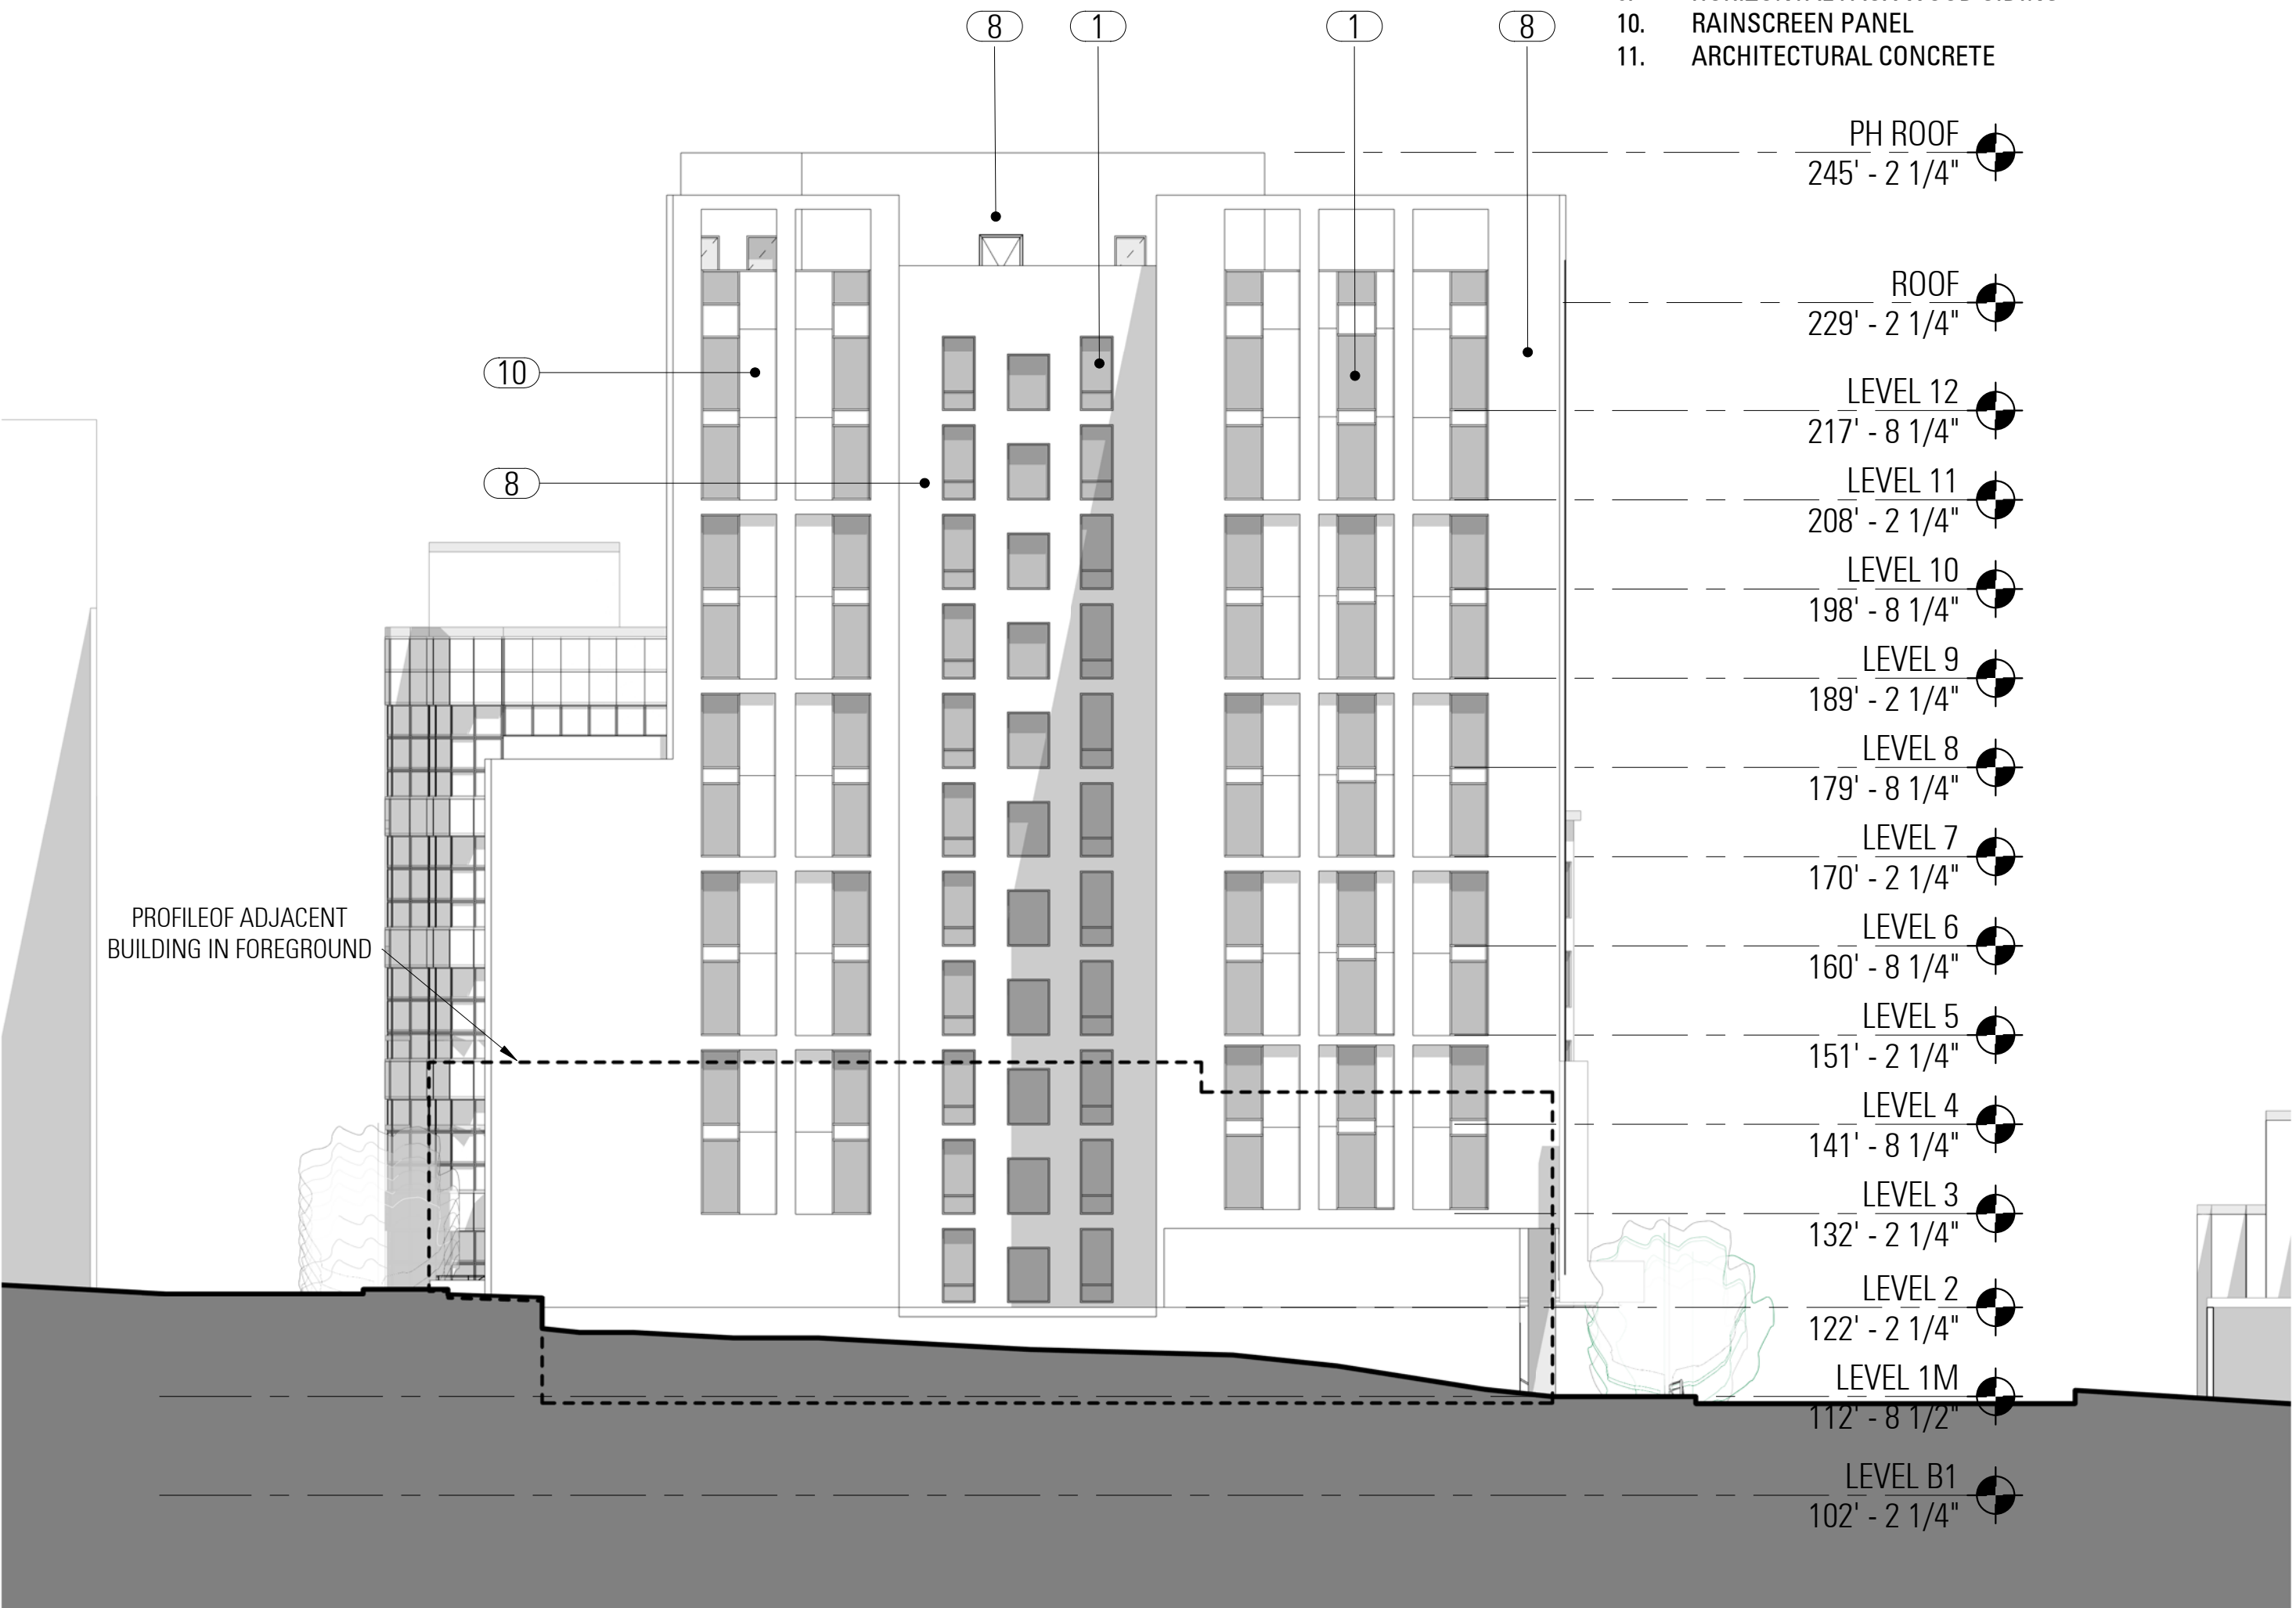 8
1
1
8
10. RAINSCREEN PANEL
11. ARCHITECTURAL CONCRETE
PH ROOF
245' - 2 1/4"
ROOF
229' - 2 1/4"
10
LEVEL 12
217' - 8 1/4"
8
LEVEL 11
208' - 2 1/4"
LEVEL 10
198' - 8 1/4"
LEVEL 9
189' - 2 1/4"
LEVEL 8
179' - 8 1/4"
LEVEL 7
170' - 2 1/4"
PROFILEOF ADJACENT
BUILDING IN FOREGROUND
LEVEL 6
160' - 8 1/4"
LEVEL 5
151' - 2 1/4"
LEVEL 4
141' - 8 1/4"
LEVEL 3
132' - 2 1/4"
LEVEL 2
122' - 2 1/4"
LEVEL 1M
112' - 8 1/2"
LEVEL B1
102' - 2 1/4"